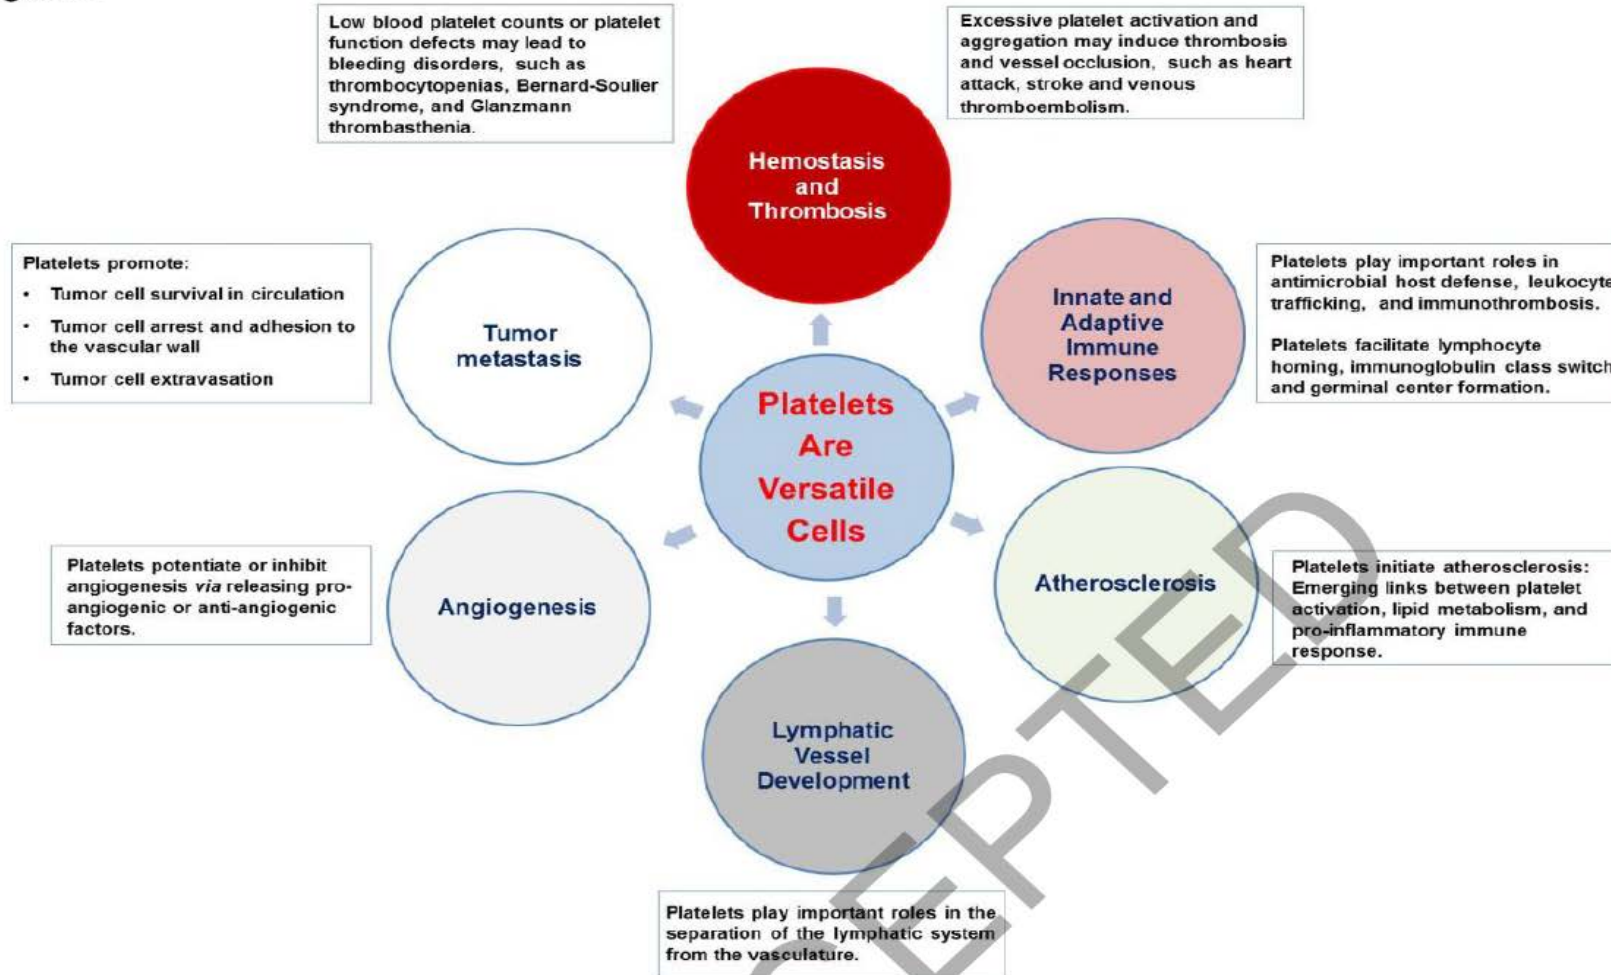 Low blood platelet counts or platelet
function defects may lead to
bleeding disorders, such as
thrombocytopenias, Bernard-Soulier
syndrome, and Glanzmann
thrombasthenia.
Excessive platelet activation and
aggregation may induce thrombosis
and vessel occlusion, such as heart
attack, stroke and venous
thromboembolism.
Hemostasis
and
Thrombosis
Platelets promote:
• Tumor cell survival in circulation
• Tumor cell arrest and adhesion to
the vascular wall
• Tumor cell extravasation
Tumor
metastasis
Innate and
Adaptive
Immune
Responses
Platelets play important roles in
antimicrobial host defense, leukocyte
trafficking, and immunothrombosis.
Platelets facilitate lymphocyte
homing, immunoglobulin class switch
and germinal center formation.
Platelets
Are
Versatile
Cells
Platelets potentiate or inhibit
angiogenesis via releasing pro-
angiogenic or anti-angiogenic
factors.
Angiogenesis
Atherosclerosis
Platelets initiate atherosclerosis:
Emerging links between platelet
activation, lipid metabolism, and
pro-inflammatory immune
response.
Lymphatic
Vessel
Development
Platelets play important roles in the
separation of the lymphatic system
from the vasculature.
CEPTED